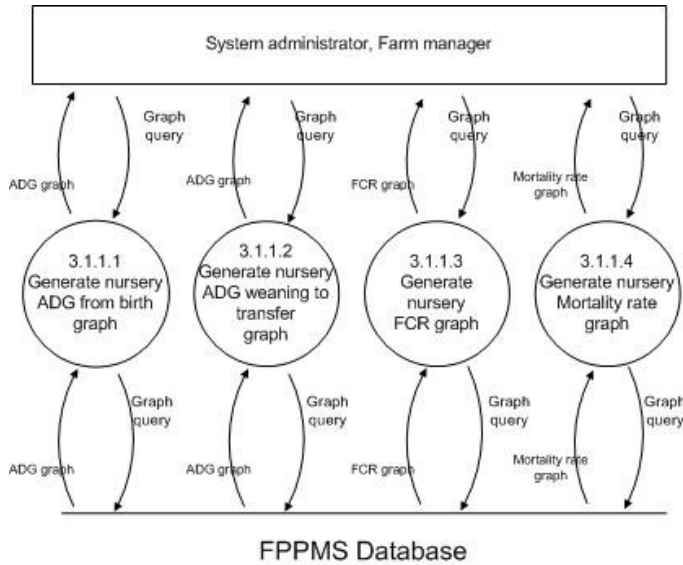 System administrator, Farm manager
Graph
query
Graph
query
Graph
query
Graph
query
ADG graph
ADG graph
FCR graph
Mortality rate
graph
3.1.1.1
Generate nursery
ADG from birth
graph
3.1.1.2
Generate nursery
ADG weaning to
transfer
graph
3.1.1.3
Generate
nursery
FCR graph
3.1.1.4
Generate nursery
Mortality rate
graph
Graph
query
Graph
query
Graph
query
Graph
query
ADG graph
ADG graph
FCR graph
Mortality rate
graph
FPPMS Database